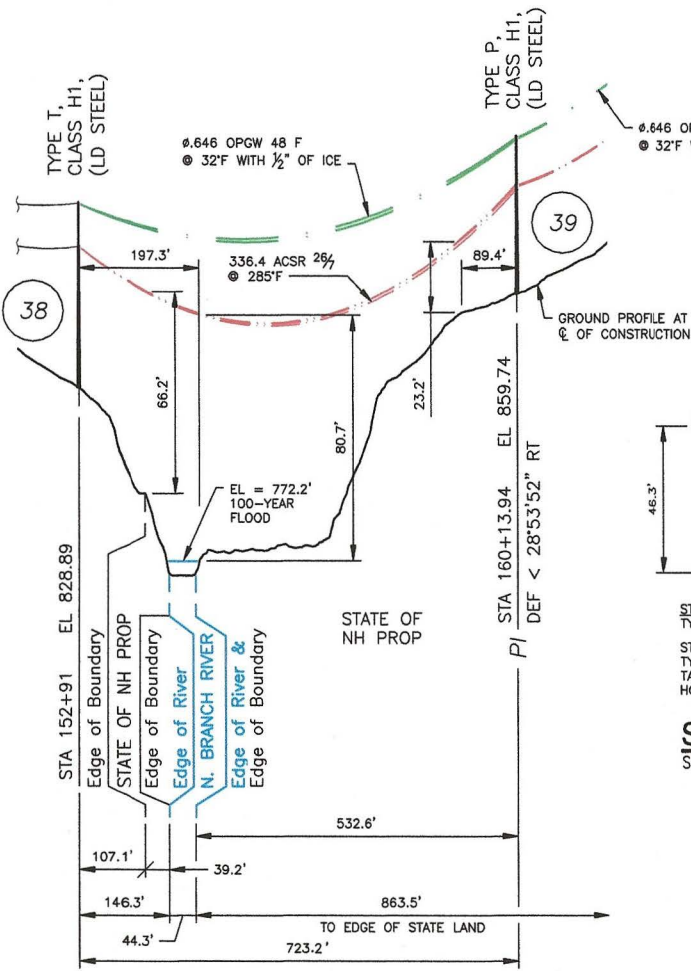 TYPE T,
CLASS H1,
(LD STEEL)
TYPE P,
CLASS H1,
(LD STEEL)
Ø.646 OPGW 48 F
@ 32°F WITH ½" OF ICE
Ø.646
@ 32°F
197.3'
336.4 ACSR 26/7
@ 285°F
89.4'
39
38
GROUND PROFILE AT
℄ OF CONSTRUCTION
66.2'
23.2'
80.7'
46.3'
EL = 772.2'
100-YEAR
FLOOD
STA 152+91 EL 828.89
Edge of Boundary
STATE OF NH PROP
Edge of Boundary
Edge of River
N. BRANCH RIVER
Edge of River &
Edge of Boundary
STATE OF
NH PROP
PI
STA 160+13.94 EL 859.74
DEF < 28°53'52" RT
532.6'
107.1'
39.2'
146.3'
863.5'
44.3'
TO EDGE OF STATE LAND
723.2'